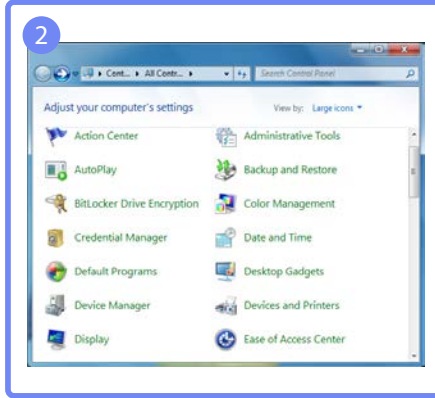 2
Cont... All Contr...
Search Control Panel
Adjust your computer's settings
View by: Large icons
Action Center
Administrative Tools
AutoPlay
Backup and Restore
BitLocker Drive Encryption
Color Management
Credential Manager
Date and Time
Default Programs
Desktop Gadgets
Device Manager
Devices and Printers
Display
Ease of Access Center